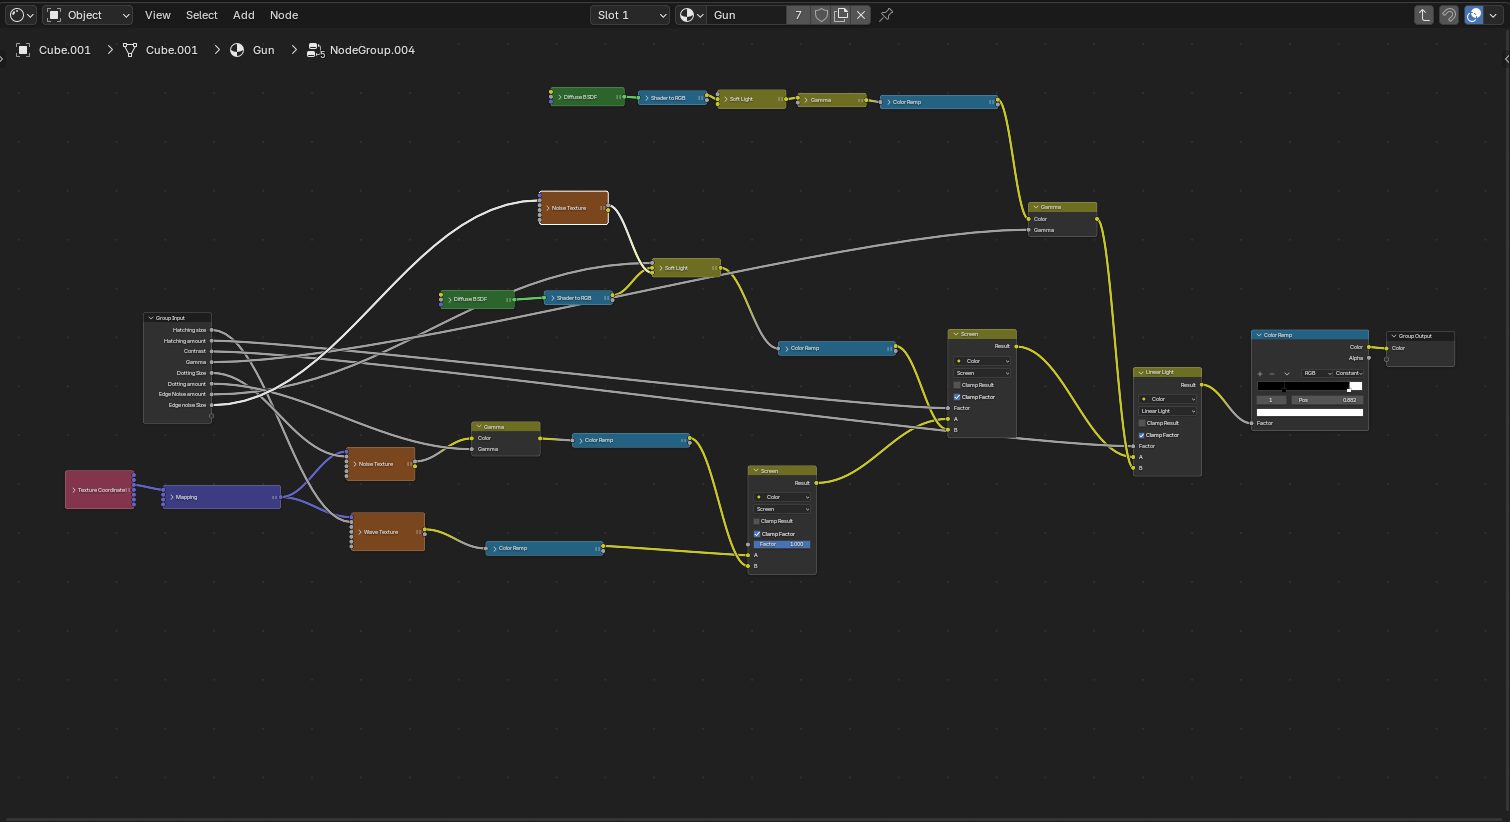 Object View Select Add Node Slot 1 Gun 7
Cube.001 Cube.001 Gun NodeGroup.004
5
Diffuse BSDF
Shader to RGB
Soft Light
Gamma
Color Ramp
Noise Texture
Gamma
Color
Gamma
Soft Light
Diffuse BSDF
Shader to RGB
Group Input
Hatching size
Hatching amount
Contrast
Gamma
Dotting Size
Dotting amount
Edge Noise amount
Edge noise Size
Color Ramp
Screen
Result
Color
Screen
Clamp Result
Clamp Factor
Factor
A
B
Linear Light
Result
Color
Linear Light
Clamp Result
Clamp Factor
Factor
A
B
Color Ramp
Color
Alpha
RGB Constant
1 Pos 0.882
Factor
Group Output
Color
Gamma
Color
Gamma
Color Ramp
Noise Texture
Texture Coordinate
Mapping
Wave Texture
Color Ramp
Screen
Result
Color
Screen
Clamp Result
Clamp Factor
Factor 1.000
A
B